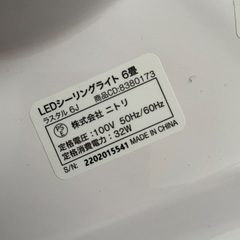 LEDシーリングライト 6畳
ラスタル 6J 商品CD:8380173
株式会社 ニトリ
定格電圧:100V 50Hz/60Hz
定格消費電力:32W
S/N: 2202015541 MADE IN CHINA